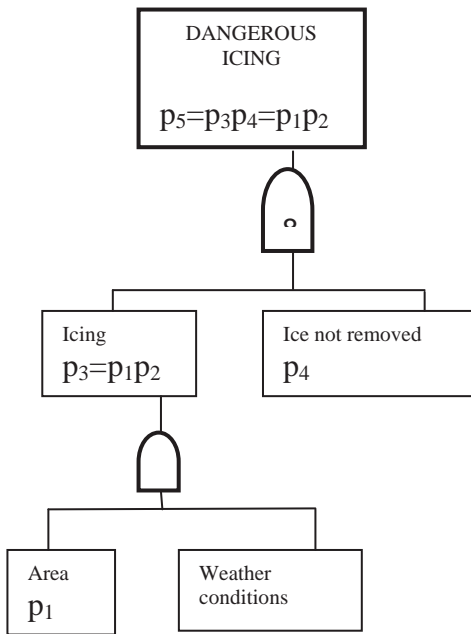 DANGEROUS
ICING
p₅=p₃p₄=p₁p₂
Icing
p₃=p₁p₂
Ice not removed
p₄
Area
p₁
Weather
conditions